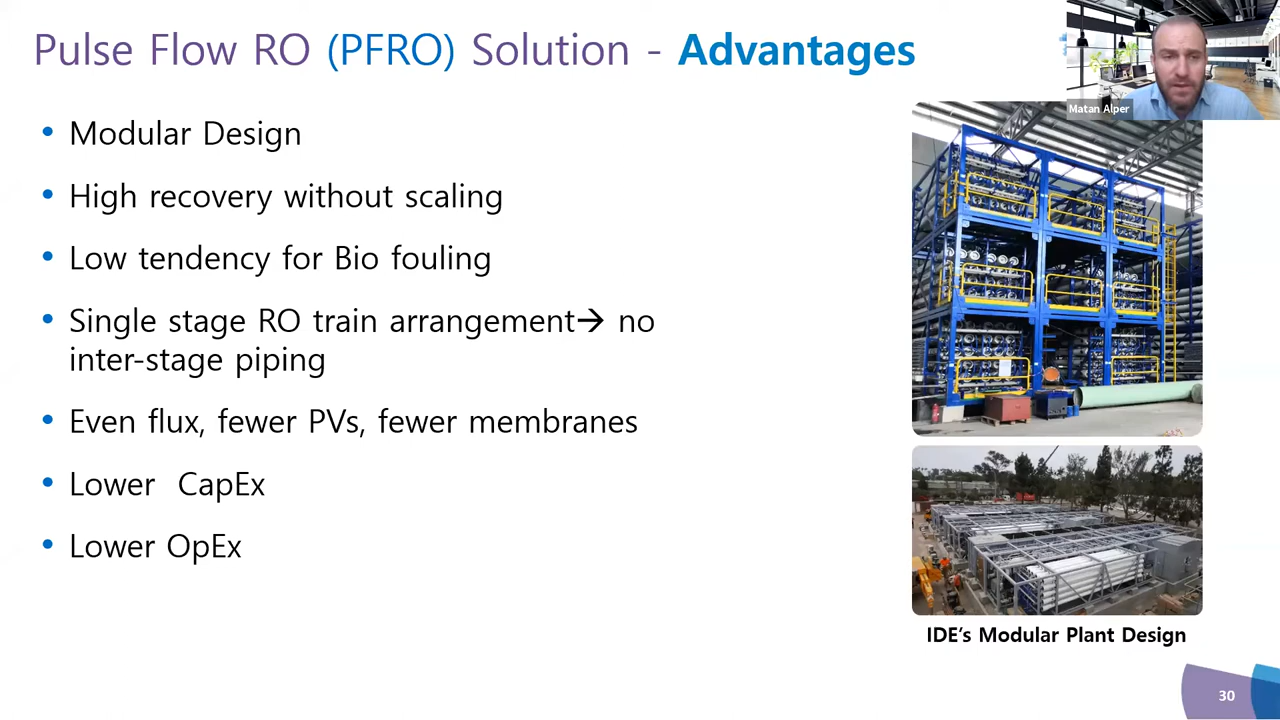 Pulse Flow RO (PFRO) Solution - Advantages
Matan Alper
• Modular Design
• High recovery without scaling
• Low tendency for Bio fouling
• Single stage RO train arrangement→ no
inter-stage piping
• Even flux, fewer PVs, fewer membranes
• Lower  CapEx
• Lower OpEx
IDE's Modular Plant Design
30